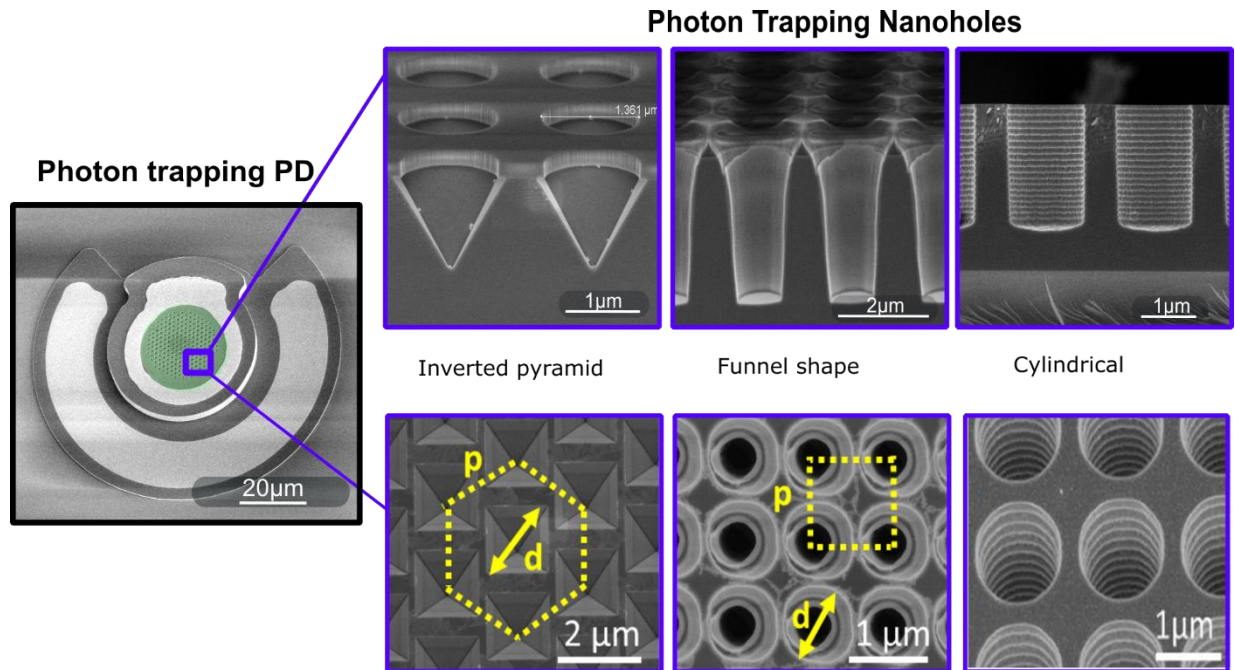 Photon Trapping Nanoholes
Photon trapping PD
20μm
1.361 μm
1μm
2μm
1μm
Inverted pyramid
Funnel shape
Cylindrical
p
d
2 μm
p
d
1 μm
1μm